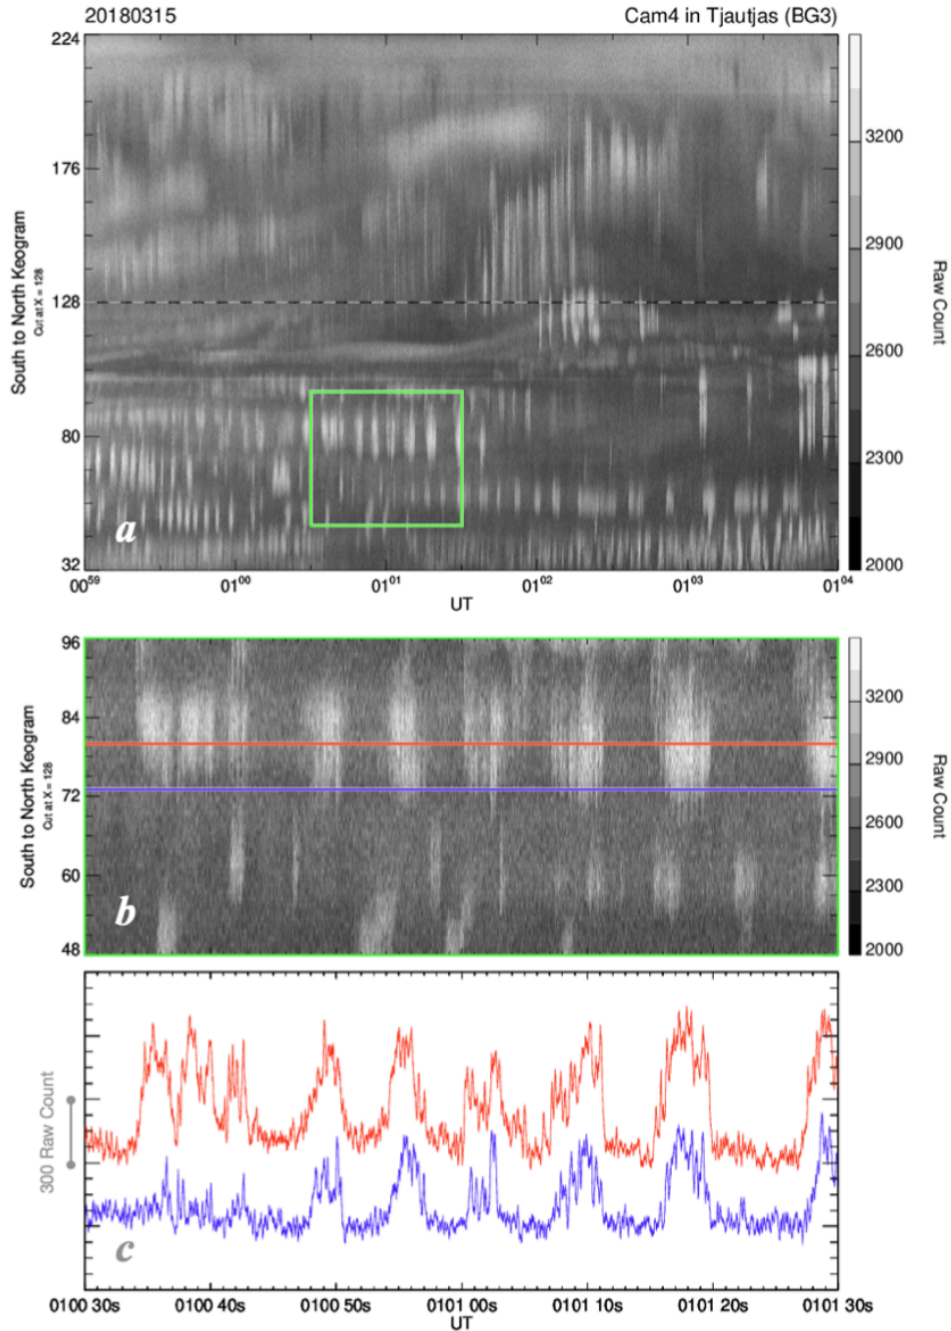 20180315 Cam4 in Tjautjas (BG3)
224
176
128
80
32
South to North Keogram
Cut at X = 128
a
00⁵⁹ 01⁰⁰ 01⁰¹ 01⁰² 01⁰³ 01⁰⁴
UT
3200
2900
2600
2300
2000
Raw Count
96
84
72
60
48
South to North Keogram
Cut at X = 128
b
3200
2900
2600
2300
2000
Raw Count
300 Raw Count
c
0100 30s 0100 40s 0100 50s 0101 00s 0101 10s 0101 20s 0101 30s
UT